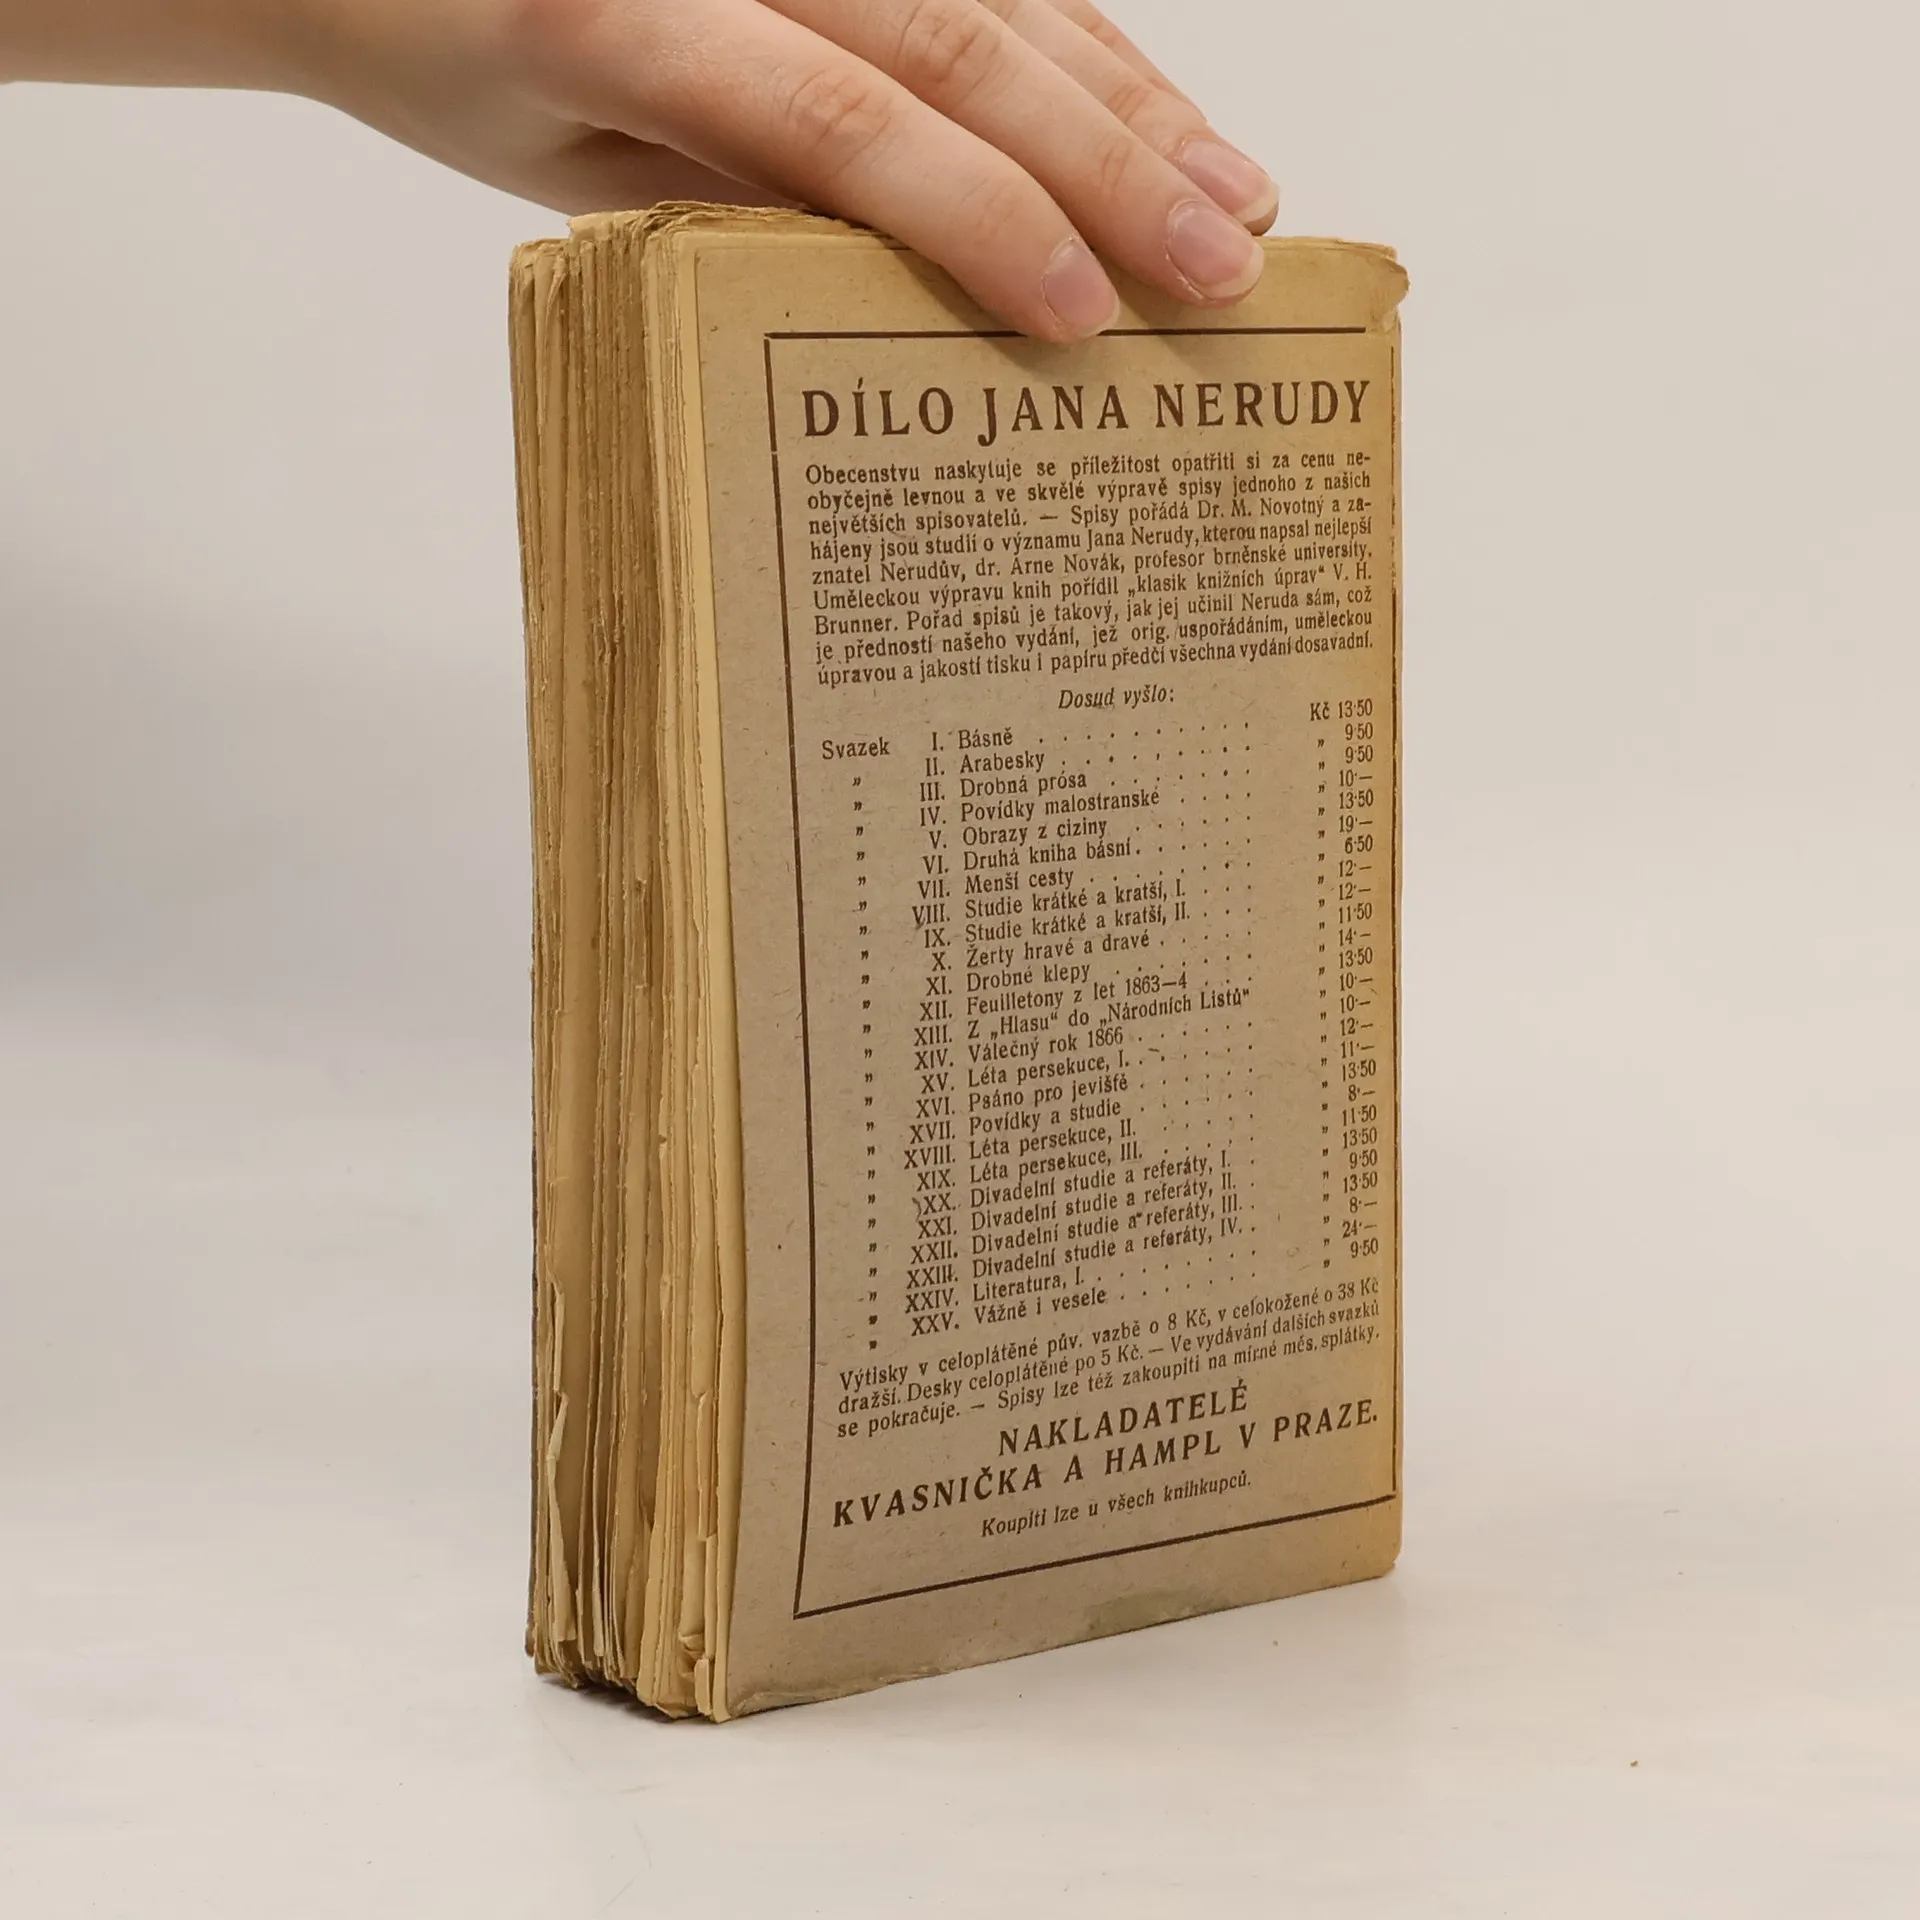 DÍLO JANA NERUDY
Obecenstvu naskytuje se příležitost opatřiti si za cenu ne-
obyčejně levnou a ve skvělé výpravě spisy jednoho z našich
největších spisovatelů. — Spisy pořádá Dr. M. Novotný a za-
hájeny jsou studií o významu Jana Nerudy, kterou napsal nejlepší
znatel Nerudův, dr. Arne Novák, profesor brněnské university.
Uměleckou výpravu knih pořídil „klasik knižních úprav“ V. H.
Brunner. Pořad spisů je takový, jak jej učinil Neruda sám, což
je předností našeho vydání, jež orig. uspořádáním, uměleckou
úpravou a jakostí tisku i papíru předčí všechna vydání dosavadní.
Dosud vyšlo:
Svazek I. Básně . . . . . . . . . . Kč 13·50
„ II. Arabesky . . . . . . . . . „ 9·50
„ III. Drobná prósa . . . . . . . „ 9·50
„ IV. Povídky malostranské . . . . „ 10·—
„ V. Obrazy z ciziny . . . . . . „ 13·50
„ VI. Druhá kniha básní . . . . . „ 19·—
„ VII. Menší cesty . . . . . . . . „ 6·50
„ VIII. Studie krátké a kratší, I. . . . „ 12·—
„ IX. Studie krátké a kratší, II. . . . „ 12·—
„ X. Žerty hravé a dravé . . . . . „ 11·50
„ XI. Drobné klepy . . . . . . . „ 14·—
„ XII. Feuilletony z let 1863—4 . . . „ 13·50
„ XIII. Z „Hlasu“ do „Národních Listů“ „ 10·—
„ XIV. Válečný rok 1866 . . . . . . „ 10·—
„ XV. Léta persekuce, I. . . . . . . „ 12·—
„ XVI. Psáno pro jeviště . . . . . . „ 11·—
„ XVII. Povídky a studie . . . . . . „ 13·50
„ XVIII. Léta persekuce, II. . . . . . „ 8·—
„ XIX. Léta persekuce, III. . . . . . „ 11·50
„ XX. Divadelní studie a referáty, I. . „ 13·50
„ XXI. Divadelní studie a referáty, II. . „ 9·50
„ XXII. Divadelní studie a referáty, III. . „ 13·50
„ XXIII. Divadelní studie a referáty, IV. . „ 8·—
„ XXIV. Literatura, I. . . . . . . . „ 24·—
„ XXV. Vážně i vesele . . . . . . . „ 9·50
Výtisky v celoplátěné pův. vazbě o 8 Kč, v celokožené o 38 Kč
dražší. Desky celoplátěné po 5 Kč. — Ve vydávání dalších svazků
se pokračuje. — Spisy lze též zakoupiti na mírné měs. splátky.
NAKLADATELÉ
KVASNIČKA A HAMPL V PRAZE.
Koupiti lze u všech knihkupců.